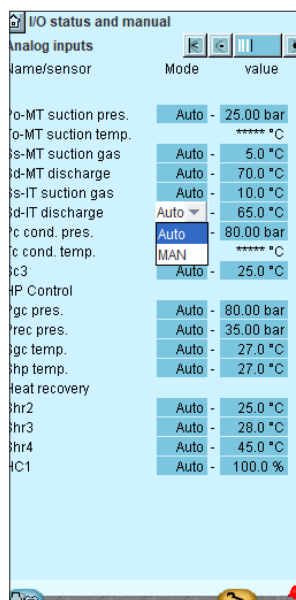 I/O status and manual
Analog inputs
Name/sensor Mode value
Po-MT suction pres. Auto - 25.00 bar
To-MT suction temp. ***** °C
Ss-MT suction gas Auto - 5.0 °C
Sd-MT discharge Auto - 70.0 °C
Ss-IT suction gas Auto - 10.0 °C
Sd-IT discharge Auto - 65.0 °C
Pc cond. pres. Auto - 80.00 bar
Tc cond. temp. MAN ***** °C
Sc3 Auto - 25.0 °C
HP Control
Pgc pres. Auto - 80.00 bar
Prec pres. Auto - 35.00 bar
Sgc temp. Auto - 27.0 °C
Shp temp. Auto - 27.0 °C
Heat recovery
Shr2 Auto - 25.0 °C
Shr3 Auto - 28.0 °C
Shr4 Auto - 45.0 °C
HC1 Auto - 100.0 %